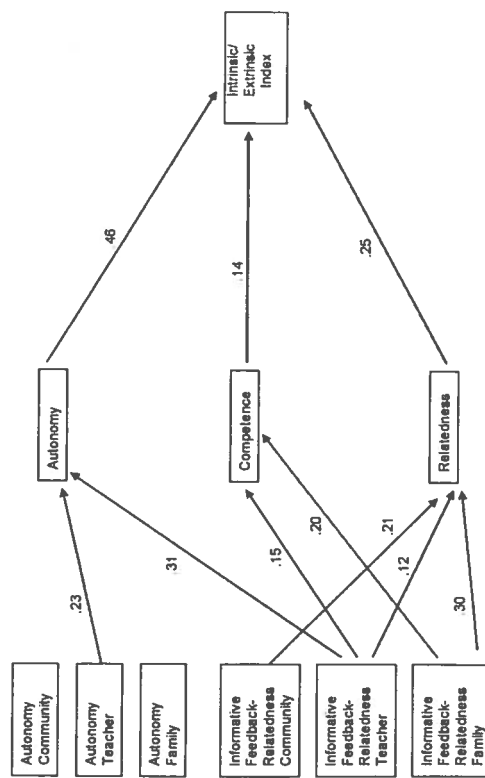 Autonomy
Community
Autonomy
Teacher
Autonomy
Family
Informative
Feedback-
Relatedness
Community
Informative
Feedback-
Relatedness
Teacher
Informative
Feedback-
Relatedness
Family
.23
.31
.15
.20
.21
.12
.30
Autonomy
Competence
Relatedness
.46
.14
.25
Intrinsic/
Extrinsic
Index